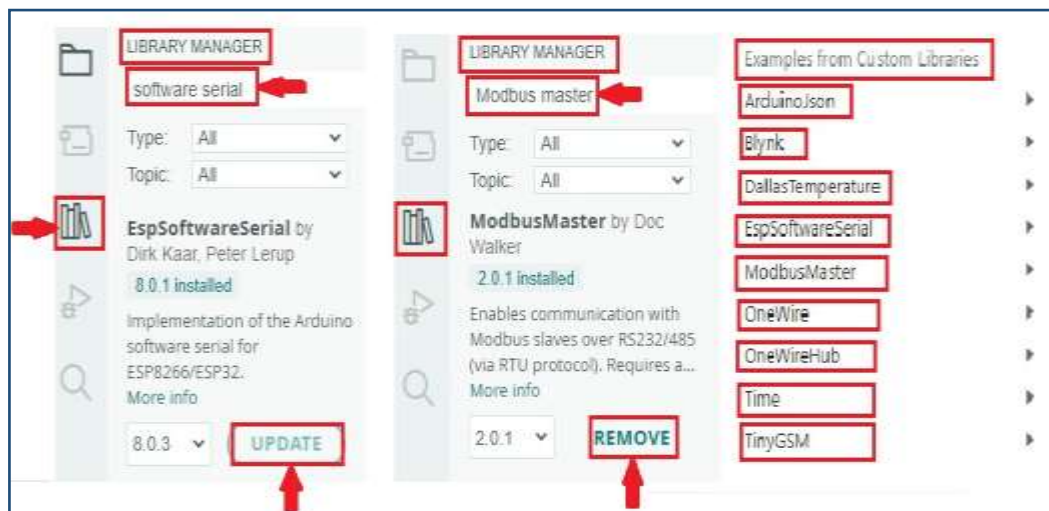 LIBRARY MANAGER
software serial
Type: All
Topic: All
EspSoftwareSerial by
Dirk Kaar, Peter Lerup
8.0.1 installed
Implementation of the Arduino
software serial for
ESP8266/ESP32.
More info
8.0.3 UPDATE
LIBRARY MANAGER
Modbus master
Type: All
Topic: All
ModbusMaster by Doc
Walker
2.0.1 installed
Enables communication with
Modbus slaves over RS232/485
(via RTU protocol). Requires a...
More info
2.0.1 REMOVE
Examples from Custom Libraries
ArduinoJson
Blynk
DallasTemperature
EspSoftwareSerial
ModbusMaster
OneWire
OneWireHub
Time
TinyGSM